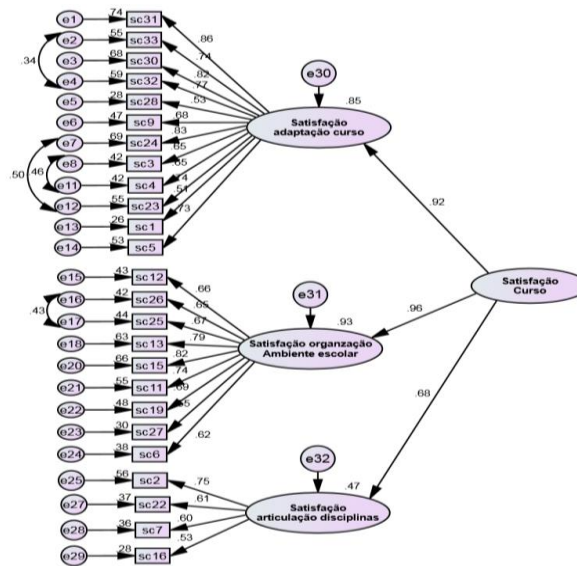 e1 .74 sc31
e2 .55 sc33
e3 .68 sc30
e4 .59 sc32
e5 .28 sc28
e6 .47 sc9
e7 .69 sc24
e8 .42 sc3
e11 .42 sc4
e12 .55 sc23
e13 .26 sc1
e14 .53 sc5
.34
.50
.46
.86
.74
.82
.77
.53
.68
.83
.65
.65
.74
.51
.73
e30
.85
Satisfação
adaptação curso
.92
Satisfação
Curso
e15 .43 sc12
e16 .42 sc26
e17 .44 sc25
e18 .63 sc13
e20 .66 sc15
e21 .55 sc11
e22 .48 sc19
e23 .30 sc27
e24 .38 sc6
.43
.66
.65
.67
.79
.82
.74
.69
.62
e31
.93
Satisfação organzação
Ambiente escolar
.96
.68
e25 .56 sc2
e27 .37 sc22
e28 .36 sc7
e29 .28 sc16
.75
.61
.60
.53
e32
.47
Satisfação
articulação disciplinas